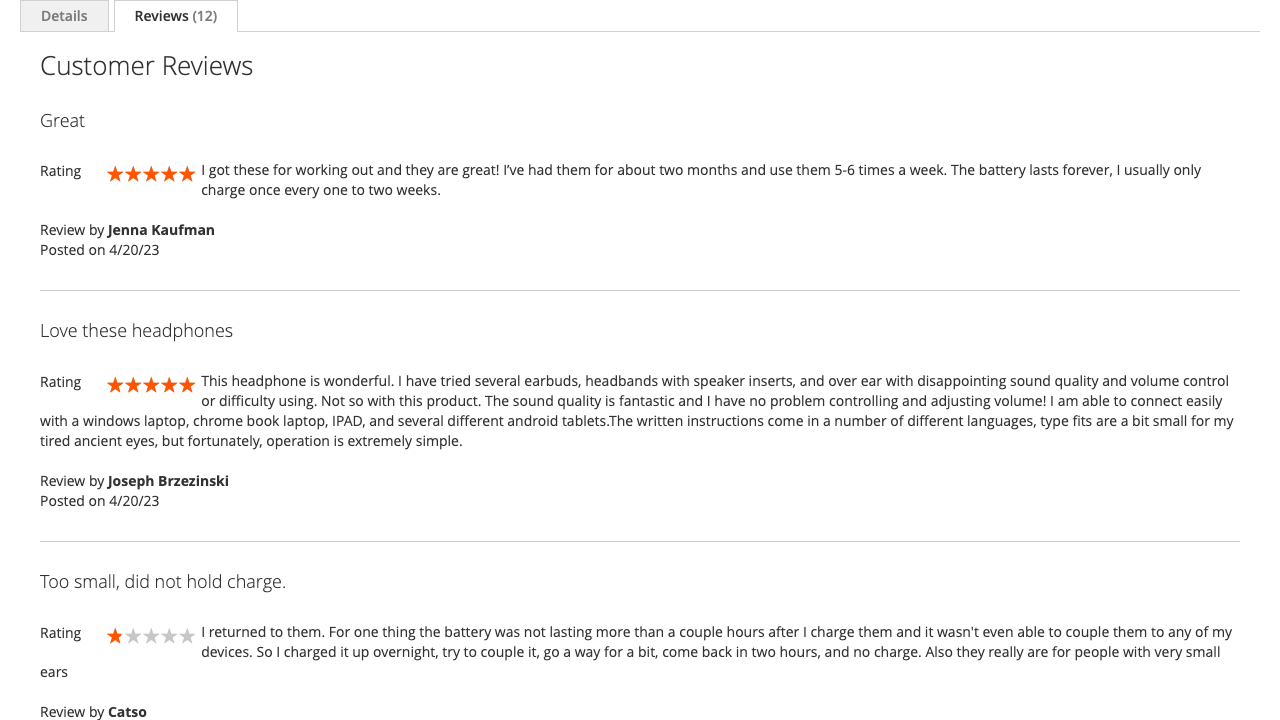 Details
Reviews (12)
Customer Reviews
Great
Rating
I got these for working out and they are great! I’ve had them for about two months and use them 5-6 times a week. The battery lasts forever, I usually only
charge once every one to two weeks.
Review by Jenna Kaufman
Posted on 4/20/23
Love these headphones
Rating
This headphone is wonderful. I have tried several earbuds, headbands with speaker inserts, and over ear with disappointing sound quality and volume control
or difficulty using. Not so with this product. The sound quality is fantastic and I have no problem controlling and adjusting volume! I am able to connect easily
with a windows laptop, chrome book laptop, IPAD, and several different android tablets.The written instructions come in a number of different languages, type fits are a bit small for my
tired ancient eyes, but fortunately, operation is extremely simple.
Review by Joseph Brzezinski
Posted on 4/20/23
Too small, did not hold charge.
Rating
I returned to them. For one thing the battery was not lasting more than a couple hours after I charge them and it wasn't even able to couple them to any of my
devices. So I charged it up overnight, try to couple it, go a way for a bit, come back in two hours, and no charge. Also they really are for people with very small
ears
Review by Catso